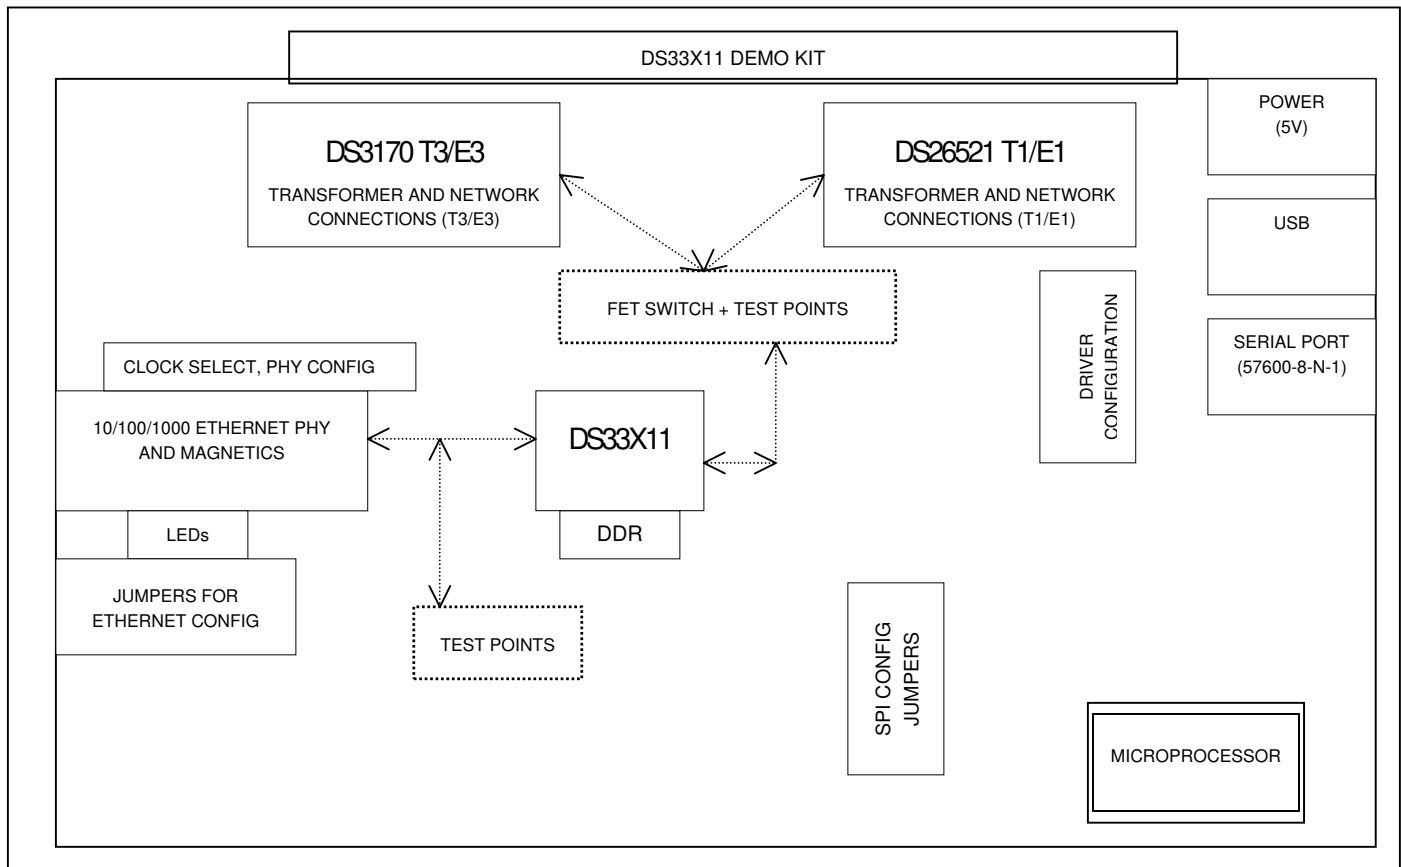 DS33X11 DEMO KIT
DS3170 T3/E3
TRANSFORMER AND NETWORK
CONNECTIONS (T3/E3)
DS26521 T1/E1
TRANSFORMER AND NETWORK
CONNECTIONS (T1/E1)
POWER
(5V)
USB
SERIAL PORT
(57600-8-N-1)
FET SWITCH + TEST POINTS
DRIVER
CONFIGURATION
CLOCK SELECT, PHY CONFIG
10/100/1000 ETHERNET PHY
AND MAGNETICS
DS33X11
DDR
LEDs
JUMPERS FOR
ETHERNET CONFIG
TEST POINTS
SPI CONFIG
JUMPERS
MICROPROCESSOR